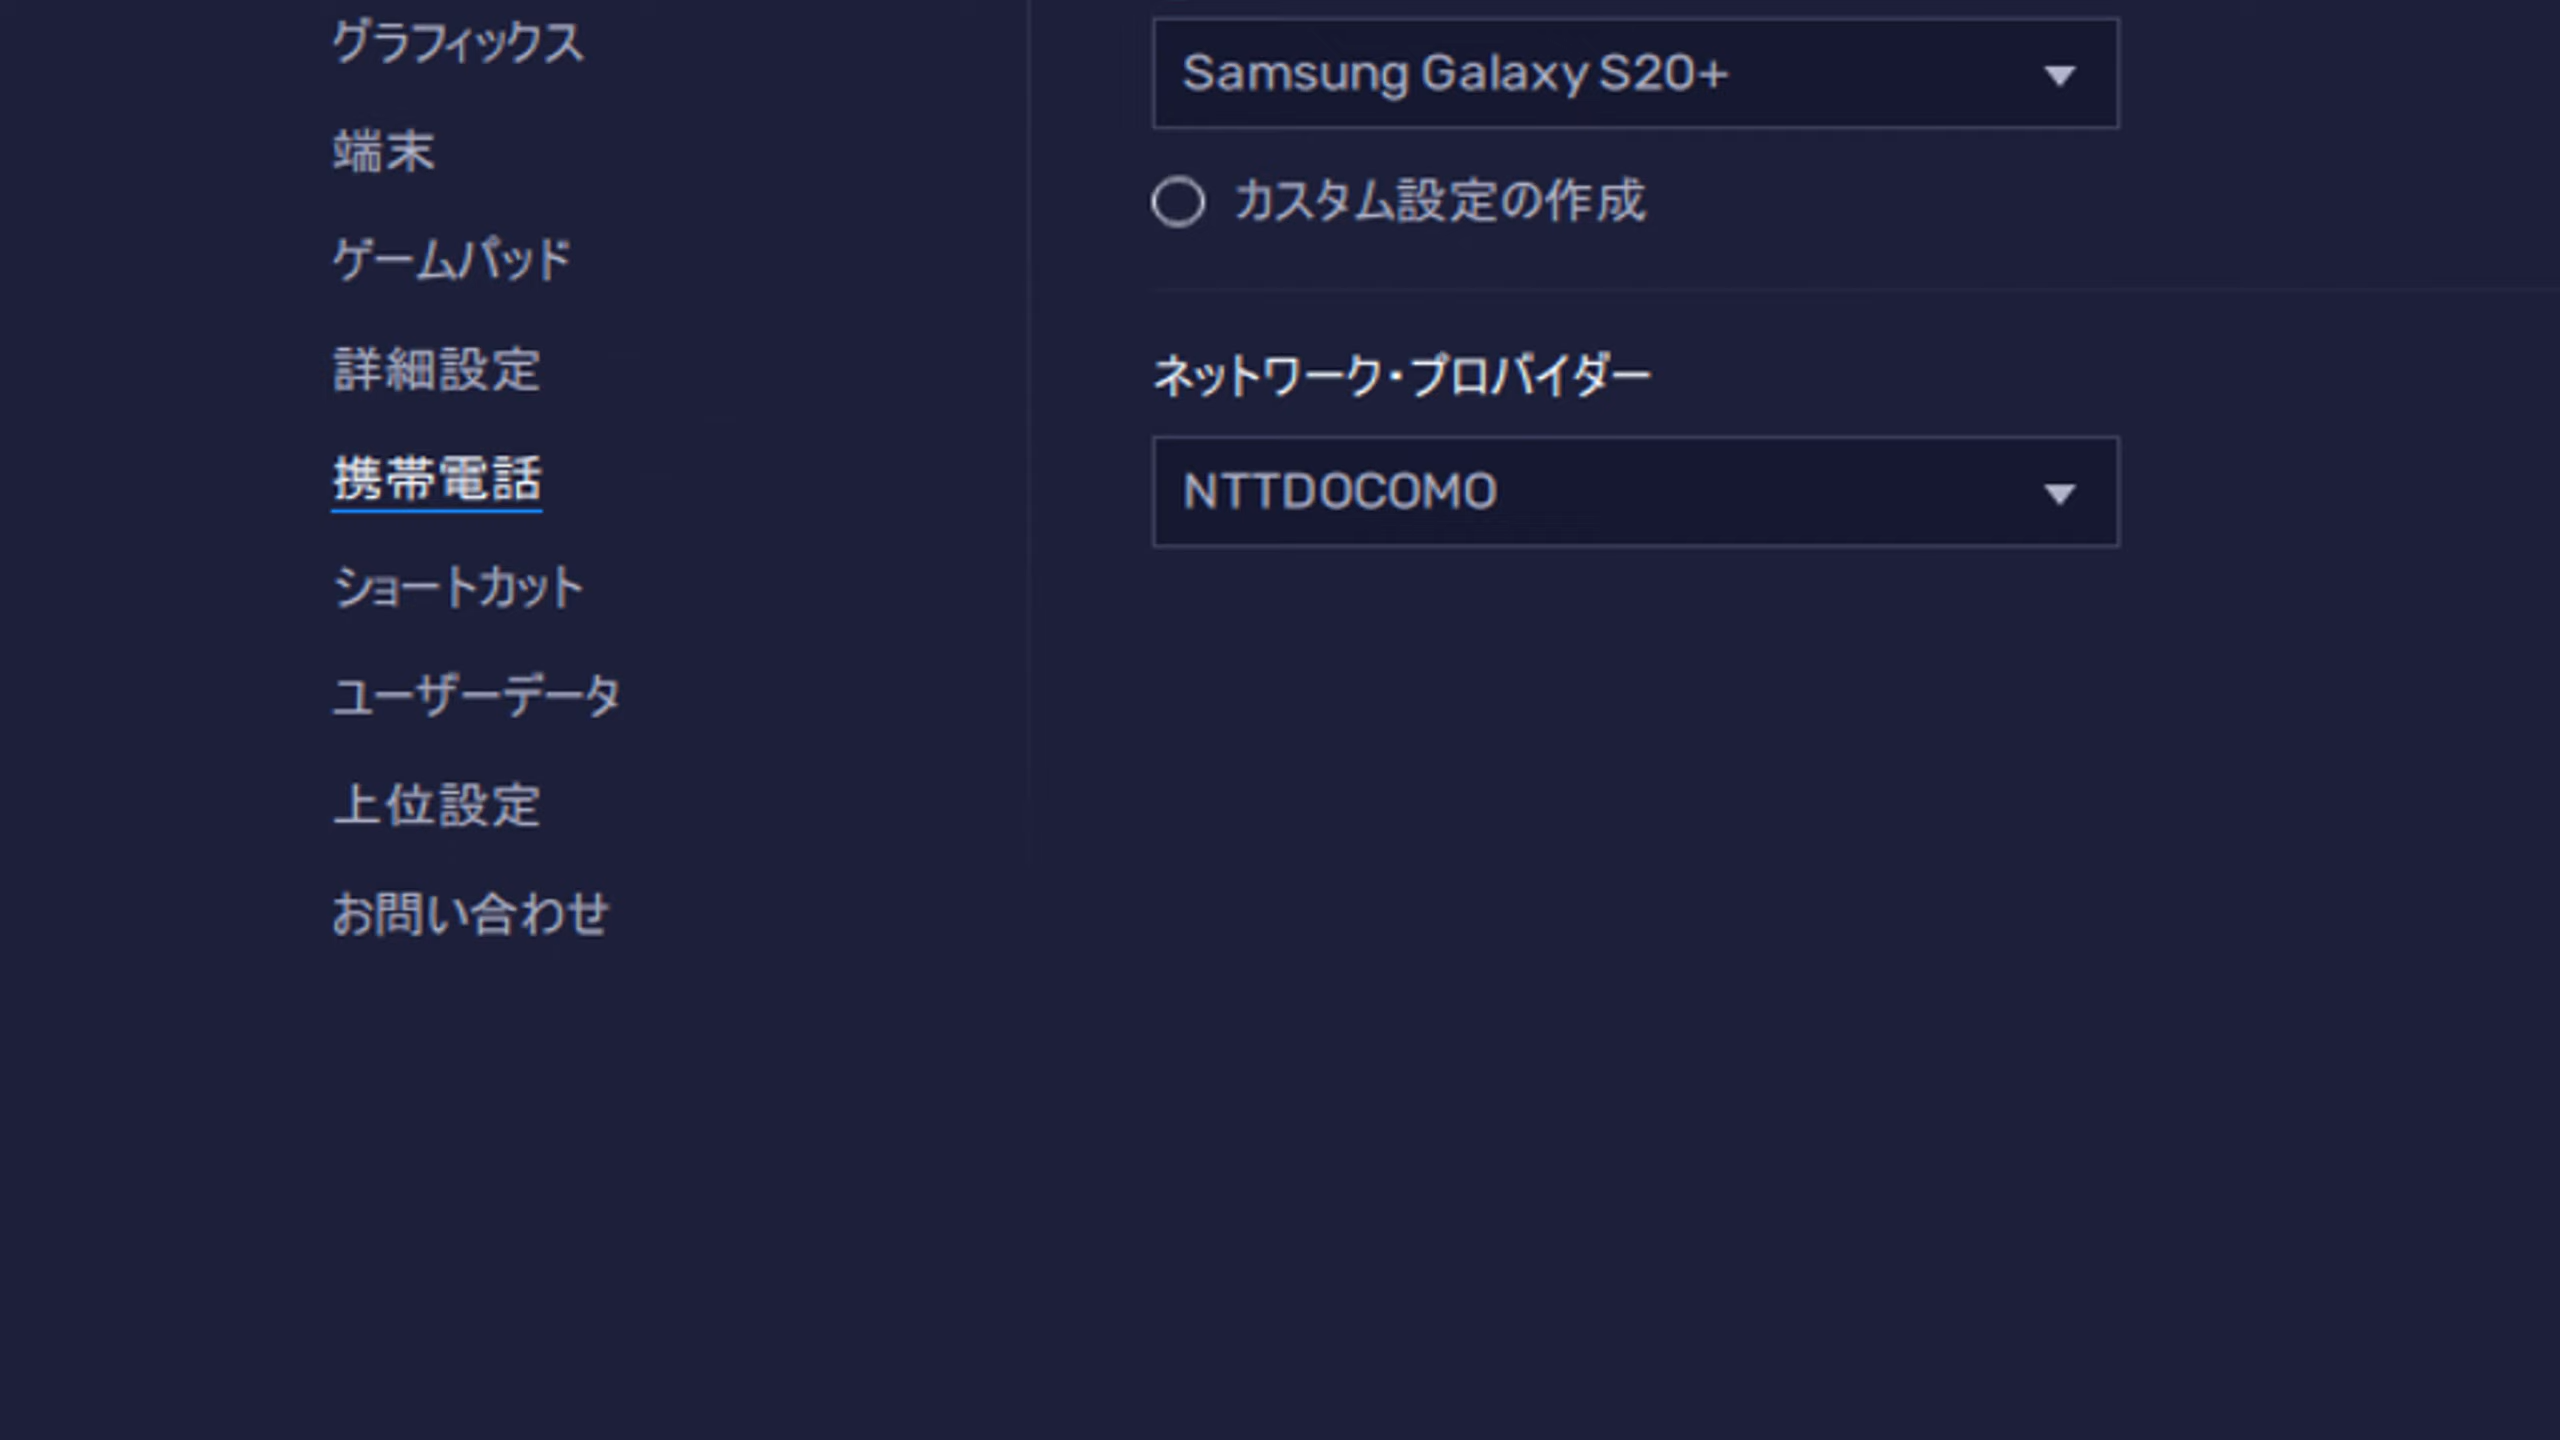 グラフィックス
端末
ゲームパッド
詳細設定
携帯電話
ショートカット
ユーザーデータ
上位設定
お問い合わせ
Samsung Galaxy S20+
カスタム設定の作成
ネットワーク・プロバイダー
NTTDOCOMO